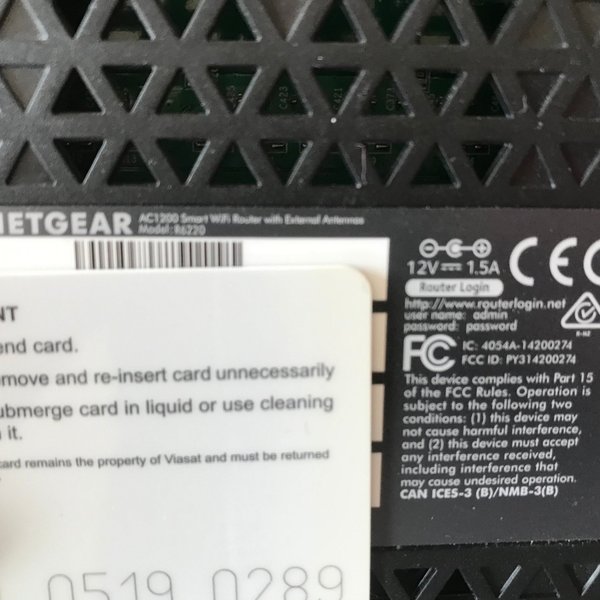 NETGEAR AC1200 Smart WiFi Router with External Antennas
Model: R6220
12V 1.5A
CE
Router Login
http://www.routerlogin.net
user name: admin
password: password
FC IC: 4054A-14200274
FCC ID: PY314200274
This device complies with Part 15
of the FCC Rules. Operation is
subject to the following two
conditions: (1) this device may
not cause harmful interference,
and (2) this device must accept
any interference received,
including interference that
may cause undesired operation.
CAN ICES-3 (B)/NMB-3(B)
NT
end card.
move and re-insert card unnecessarily
ubmerge card in liquid or use cleaning
it.
card remains the property of Viasat and must be returned
0519 0289